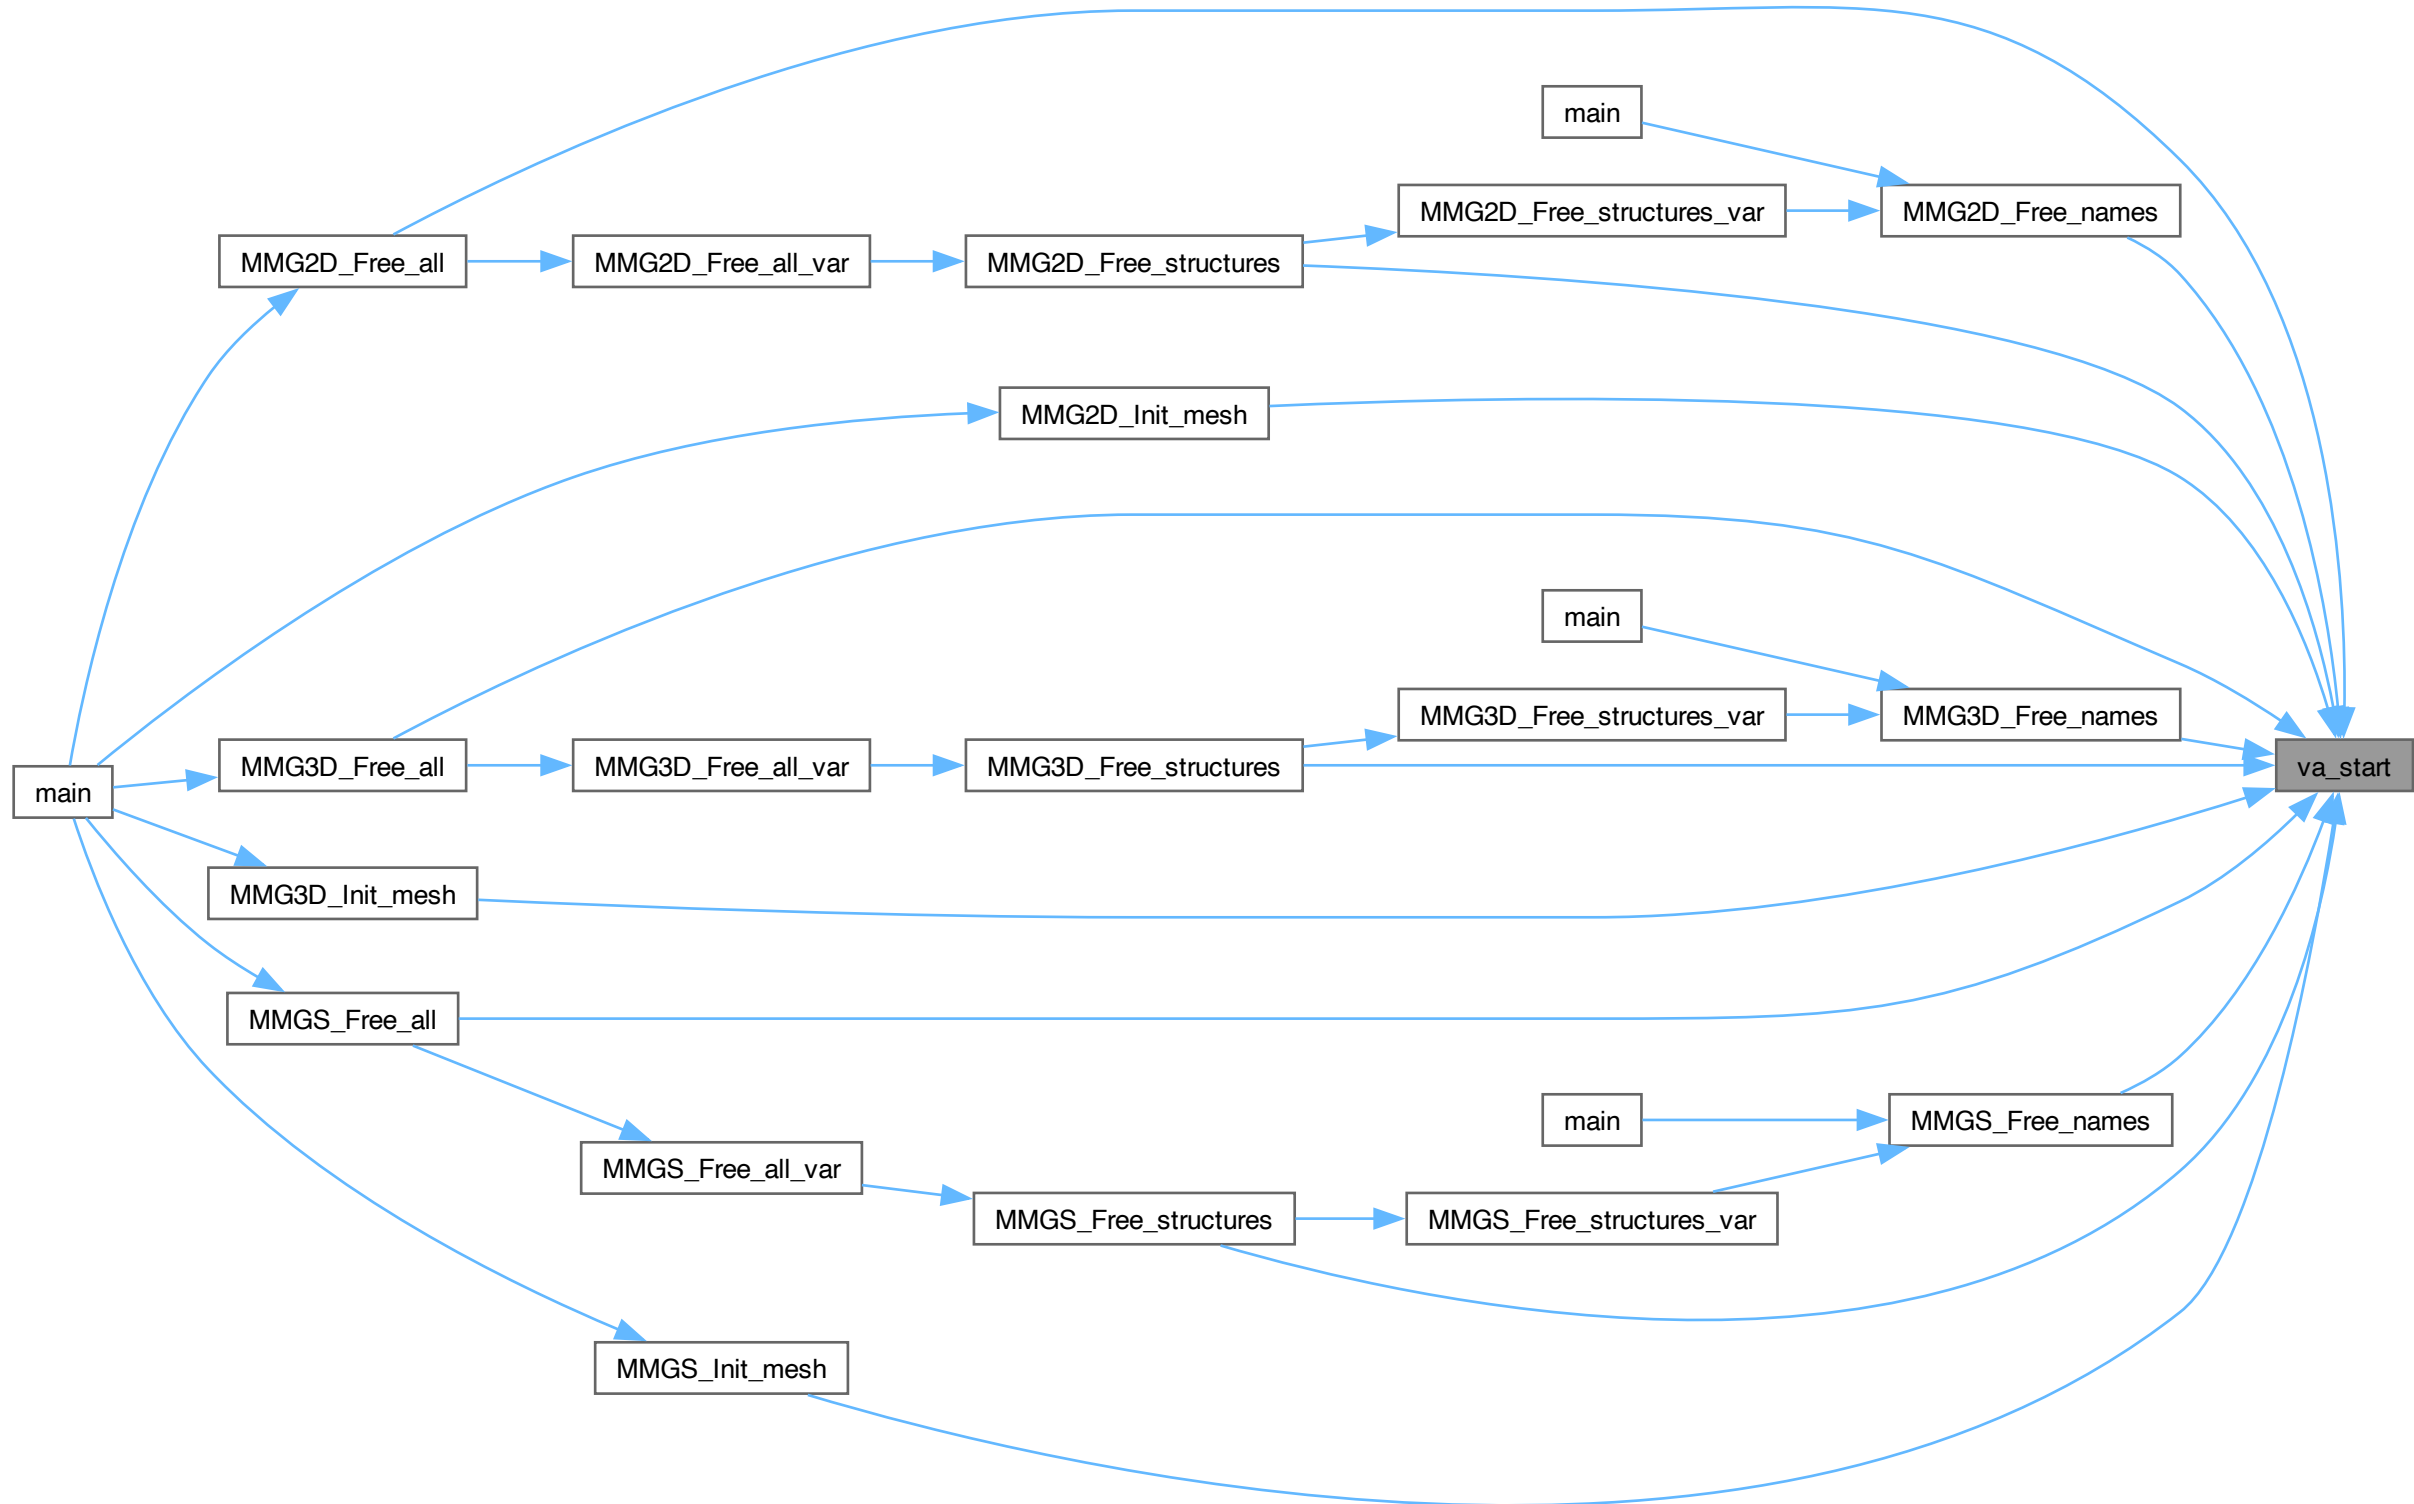 main
MMG2D_Free_structures_var
MMG2D_Free_names
MMG2D_Free_all
MMG2D_Free_all_var
MMG2D_Free_structures
MMG2D_Init_mesh
main
MMG3D_Free_structures_var
MMG3D_Free_names
MMG3D_Free_all
MMG3D_Free_all_var
MMG3D_Free_structures
va_start
main
MMG3D_Init_mesh
MMGS_Free_all
main
MMGS_Free_names
MMGS_Free_all_var
MMGS_Free_structures
MMGS_Free_structures_var
MMGS_Init_mesh